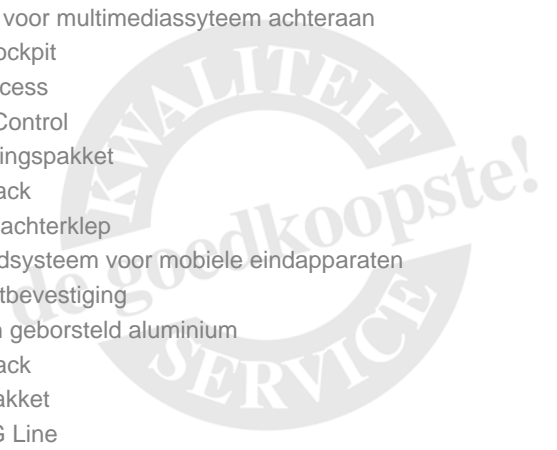 voor multimediassyteem achteraan
ockpit
cess
Control
ingspakket
ack
achterklep
dsysteem voor mobiele eindapparaten
tbevestiging
geborsteld aluminium
ack
akket
G Line
KWALITEIT
de goedkoopste!
SERVICE